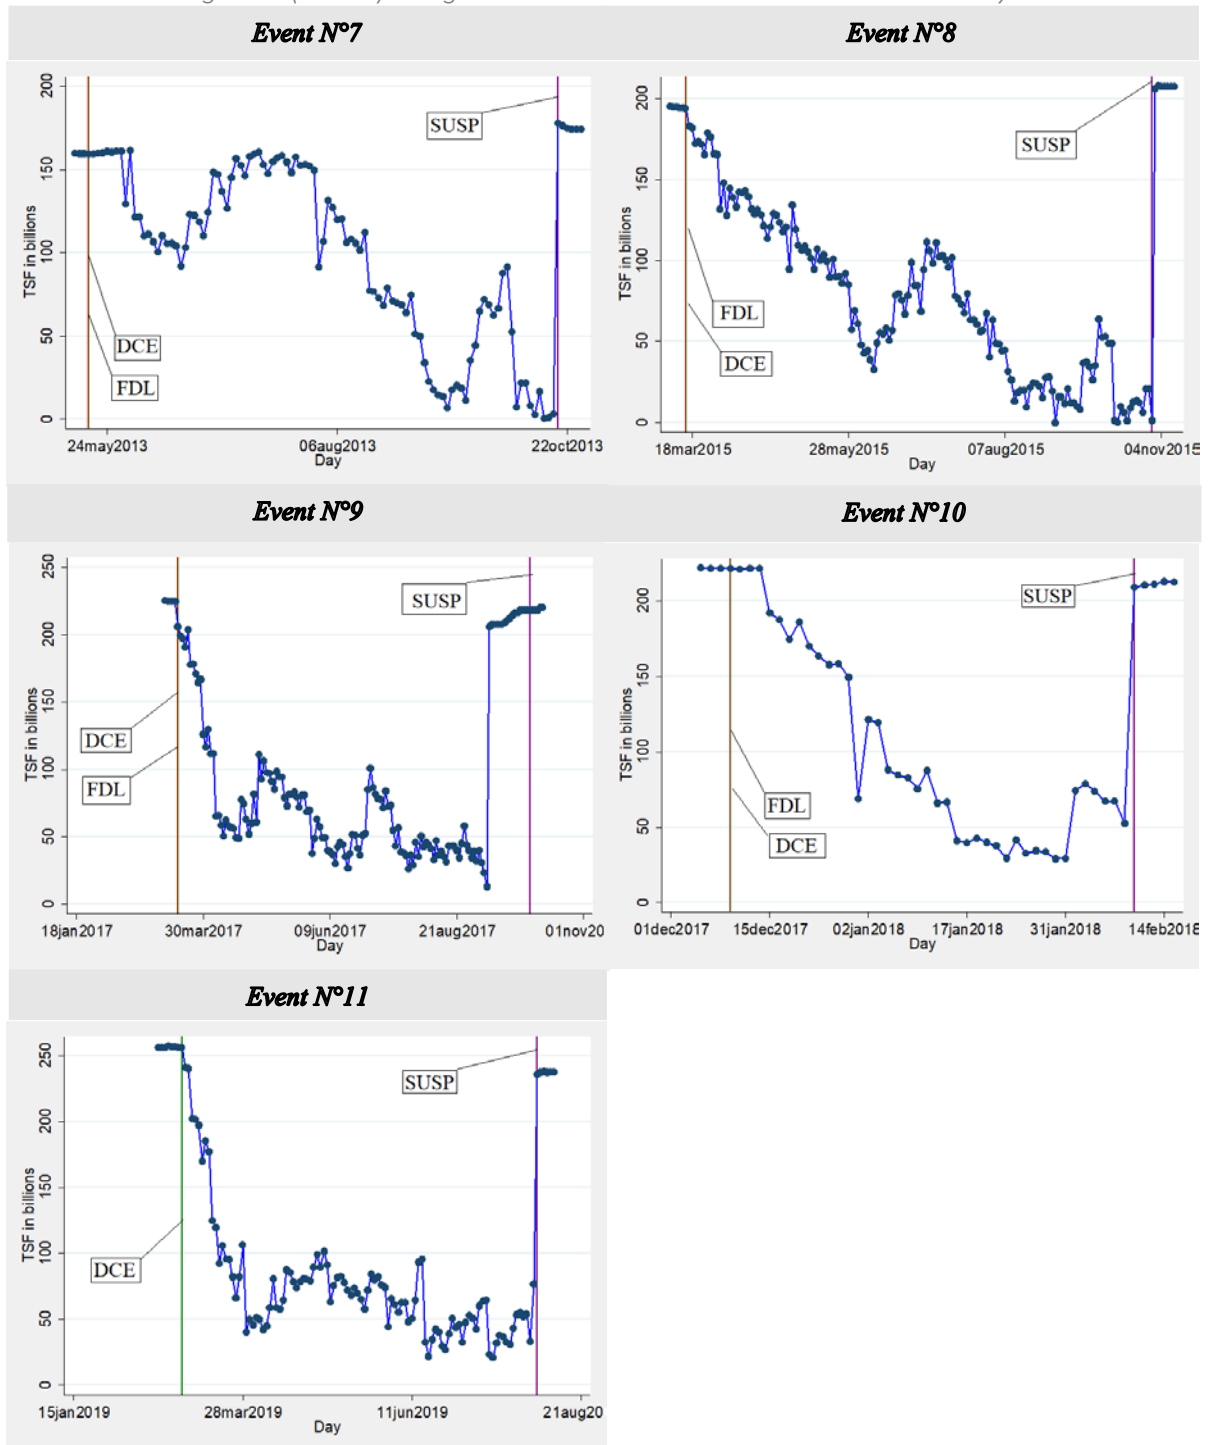 Event N°7
Event N°8
200
150
100
50
0
TSF in billions
SUSP
DCE
FDL
24may2013
06aug2013
22oct2013
Day
200
150
100
50
0
TSF in billions
SUSP
FDL
DCE
18mar2015
28may2015
07aug2015
04nov2015
Day
Event N°9
Event N°10
250
200
150
100
50
0
TSF in billions
SUSP
DCE
FDL
18jan2017
30mar2017
09jun2017
21aug2017
01nov20
Day
200
150
100
50
0
TSF in billions
SUSP
FDL
DCE
01dec2017
15dec2017
02jan2018
17jan2018
31jan2018
14feb2018
Day
Event N°11
250
200
150
100
50
0
TSF in billions
SUSP
DCE
15jan2019
28mar2019
11jun2019
21aug20
Day